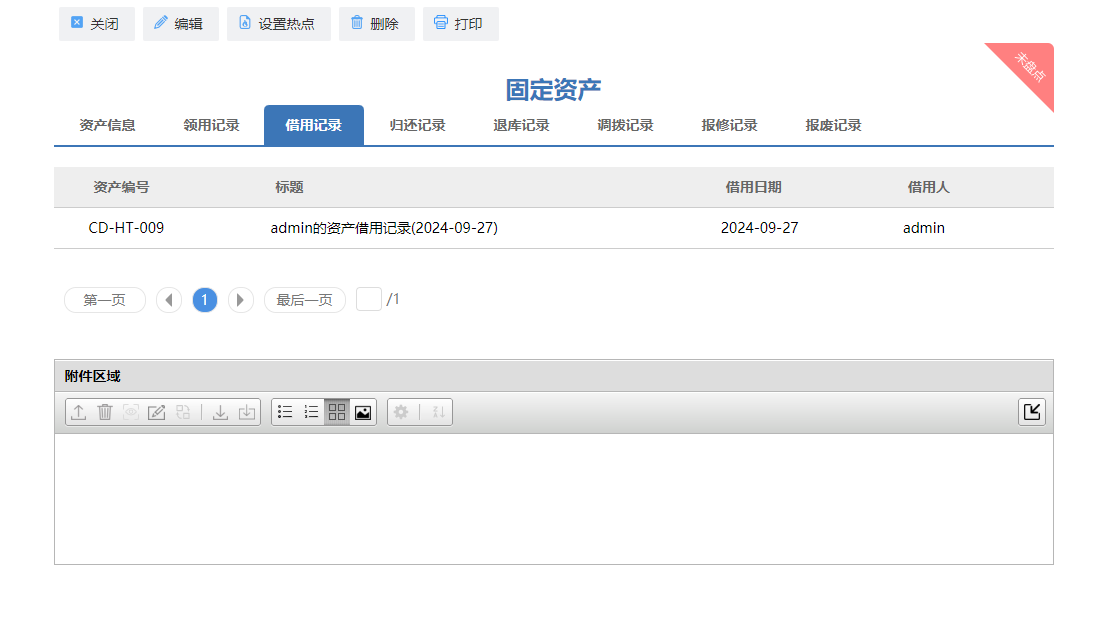 关闭 编辑 设置热点 删除 打印
未盘点
固定资产
资产信息 领用记录 借用记录 归还记录 退库记录 调拨记录 报修记录 报废记录
资产编号 标题 借用日期 借用人
CD-HT-009 admin的资产借用记录(2024-09-27) 2024-09-27 admin
第一页 1 最后一页 /1
附件区域